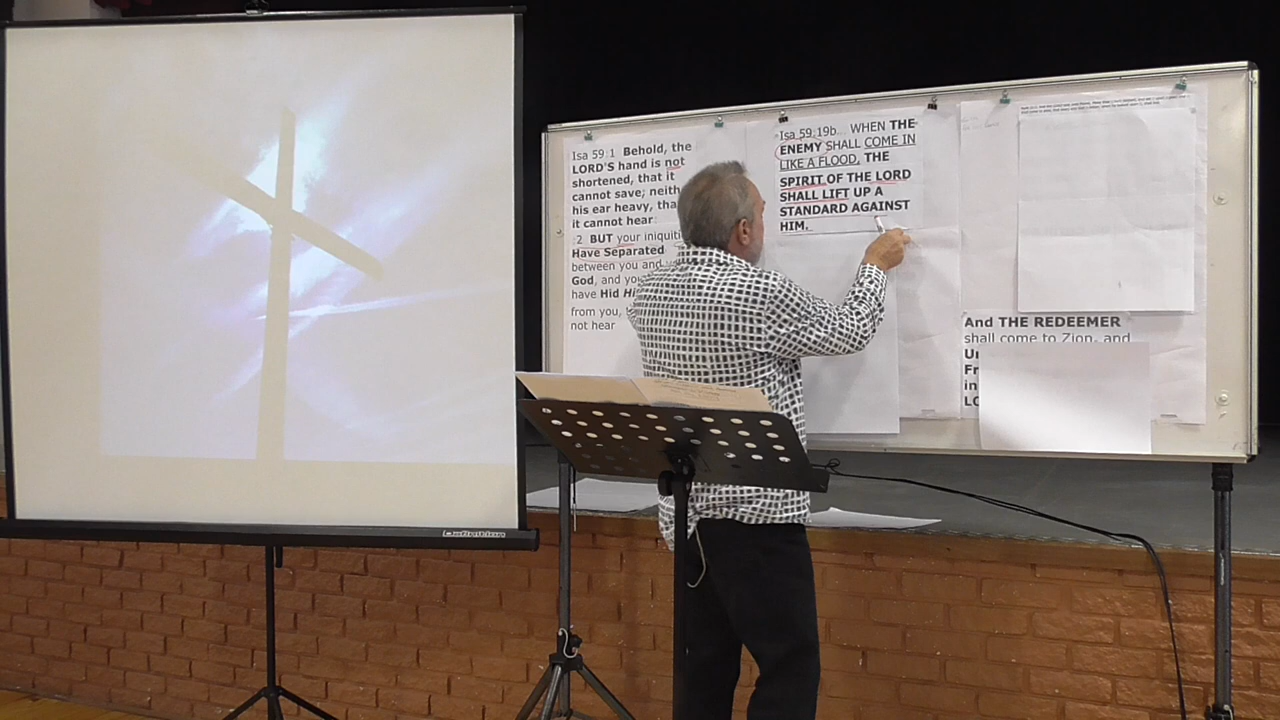 Isa 59:1 Behold, the
LORD'S hand is not
shortened, that it
cannot save; neith
his ear heavy, tha
it cannot hear
:2 BUT your iniquiti
Have Separated
between you and
God, and you
have Hid Hi
from you,
not hear
Isa 59:19b... WHEN THE
ENEMY SHALL COME IN
LIKE A FLOOD, THE
SPIRIT OF THE LORD
SHALL LIFT UP A
STANDARD AGAINST
HIM.
And THE REDEEMER
shall come to Zion, and
in